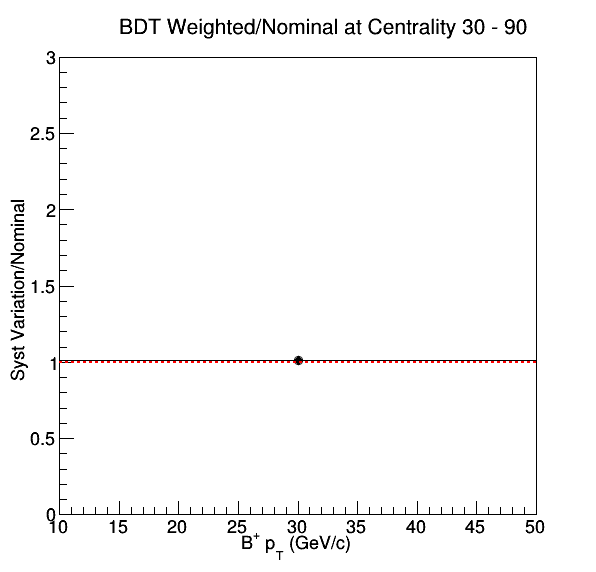 BDT Weighted/Nominal at Centrality 30 - 90
Syst Variation/Nominal
3
2.5
2
1.5
1
0.5
0
10 15 20 25 30 35 40 45 50
B⁺ p_T (GeV/c)